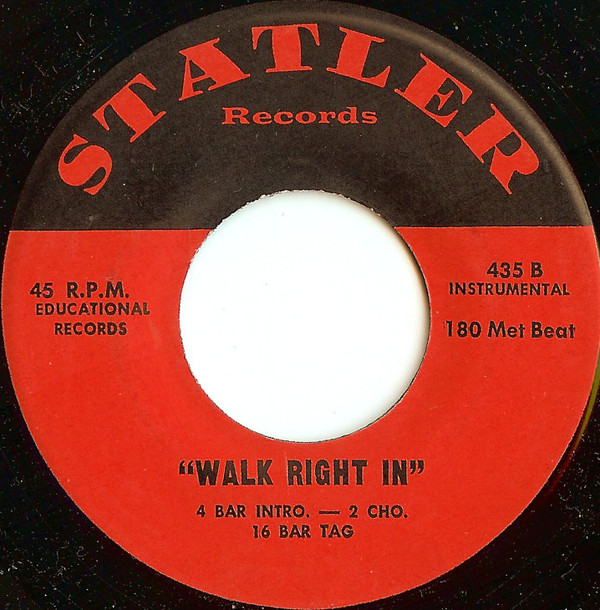 STATLER
Records
45 R.P.M.
EDUCATIONAL
RECORDS
435 B
INSTRUMENTAL
180 Met Beat
"WALK RIGHT IN"
4 BAR INTRO. — 2 CHO.
16 BAR TAG